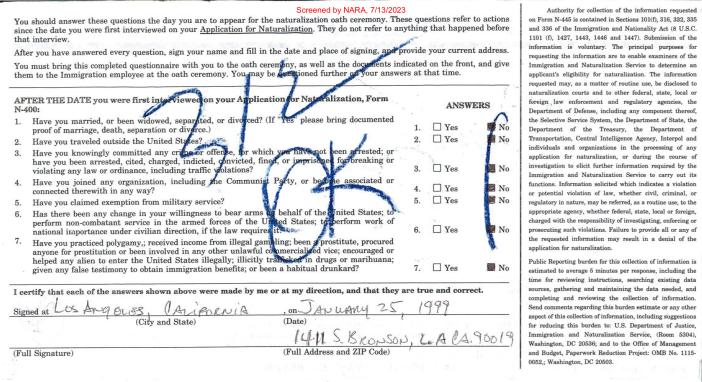 Screened by NARA, 7/13/2023
You should answer these questions the day you are to appear for the naturalization oath ceremony. These questions refer to actions
since the date you were first interviewed on your Application for Naturalization. They do not refer to anything that happened before
that interview.
After you have answered every question, sign your name and fill in the date and place of signing, and provide your current address.
You must bring this completed questionnaire with you to the oath ceremony, as well as the documents indicated on the front, and give
them to the Immigration employee at the oath ceremony. You may be questioned further on your answers at that time.
AFTER THE DATE you were first interviewed on your Application for Naturalization, Form
N-400:
ANSWERS
1. Have you married, or been widowed, separated, or divorced? (If "Yes" please bring documented
proof of marriage, death, separation or divorce.)
1. Yes No
2. Have you traveled outside the United States?
2. Yes No
3. Have you knowingly committed any crime or offense, for which you have not been arrested; or
have you been arrested, cited, charged, indicted, convicted, fined, or imprisoned for breaking or
violating any law or ordinance, including traffic violations?
3. Yes No
4. Have you joined any organization, including the Communist Party, or become associated or
connected therewith in any way?
4. Yes No
5. Have you claimed exemption from military service?
5. Yes No
6. Has there been any change in your willingness to bear arms on behalf of the United States; to
perform non-combatant service in the armed forces of the United States; to perform work of
national importance under civilian direction, if the law requires it?
6. Yes No
7. Have you practiced polygamy,; received income from illegal gambling; been a prostitute, procured
anyone for prostitution or been involved in any other unlawful commercialized vice; encouraged or
helped any alien to enter the United States illegally; illicitly trafficked in drugs or marihuana;
given any false testimony to obtain immigration benefits; or been a habitual drunkard?
7. Yes No
2/2
OK
I certify that each of the answers shown above were made by me or at my direction, and that they are true and correct.
Signed at LOS ANGELES, CALIFORNIA, on JANUARY 25, 1999
(City and State) (Date)
1411 S. BRONSON, L.A CA. 90019
(Full Signature) (Full Address and ZIP Code)
Authority for collection of the information requested
on Form N-445 is contained in Sections 101(f), 316, 332, 335
and 336 of the Immigration and Nationality Act (8 U.S.C.
1101 (f), 1427, 1443, 1446 and 1447). Submission of the
information is voluntary. The principal purposes for
requesting the information are to enable examiners of the
Immigration and Naturalization Service to determine an
applicant's eligibility for naturalization. The information
requested may, as a matter of routine use, be disclosed to
naturalization courts and to other federal, state, local or
foreign law enforcement and regulatory agencies, the
Department of Defense, including any component thereof,
the Selective Service System, the Department of State, the
Department of the Treasury, the Department of
Transportation, Central Intelligence Agency, Interpol and
individuals and organizations in the processing of any
application for naturalization, or during the course of
investigation to elicit further information required by the
Immigration and Naturalization Service to carry out its
functions. Information solicited which indicates a violation
or potential violation of law, whether civil, criminal, or
regulatory in nature, may be referred, as a routine use, to the
appropriate agency, whether federal, state, local or foreign,
charged with the responsibility of investigating, enforcing or
prosecuting such violations. Failure to provide all or any of
the requested information may result in a denial of the
application for naturalization.
Public Reporting burden for this collection of information is
estimated to average 5 minutes per response, including the
time for reviewing instructions, searching existing data
sources, gathering and maintaining the data needed, and
completing and reviewing the collection of information.
Send comments regarding this burden estimate or any other
aspect of this collection of information, including suggestions
for reducing this burden to: U.S. Department of Justice,
Immigration and Naturalization Service, (Room 5304),
Washington, DC 20536; and to the Office of Management
and Budget, Paperwork Reduction Project: OMB No. 1115-
0052,; Washington, DC 20503.